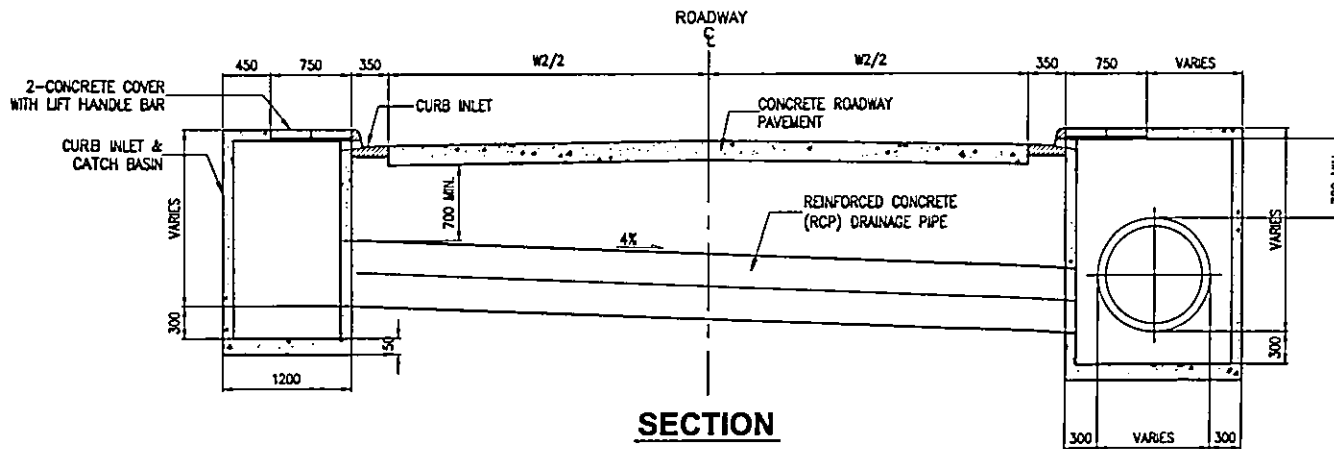 ROADWAY
℄
450 750 350 W2/2 W2/2 350 750 VARIES
2-CONCRETE COVER
WITH LIFT HANDLE BAR
CURB INLET
CONCRETE ROADWAY
PAVEMENT
CURB INLET &
CATCH BASIN
VARIES
700 MIN.
REINFORCED CONCRETE
(RCP) DRAINAGE PIPE
4%
VARIES
300
150
300
1200
SECTION
300 VARIES 300